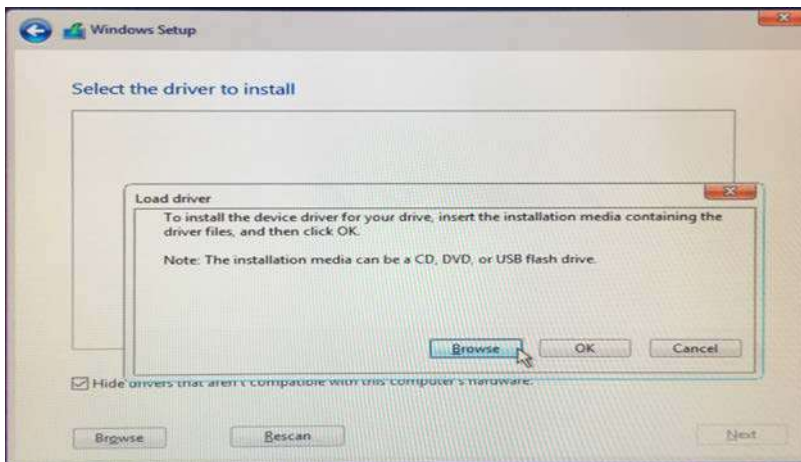 Windows Setup
Select the driver to install
Load driver
To install the device driver for your drive, insert the installation media containing the
driver files, and then click OK.
Note: The installation media can be a CD, DVD, or USB flash drive.
Browse OK Cancel
Hide drivers that aren't compatible with this computer's hardware.
Browse Rescan Next